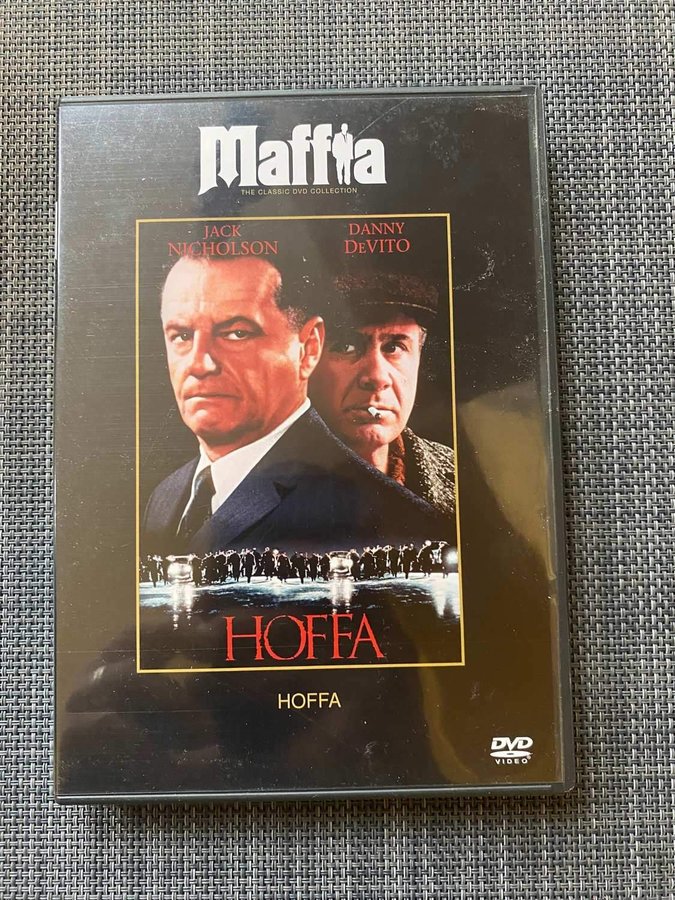 Maffia
THE CLASSIC DVD COLLECTION
JACK
NICHOLSON
DANNY
DEVITO
HOFFA
HOFFA
DVD
VIDEO